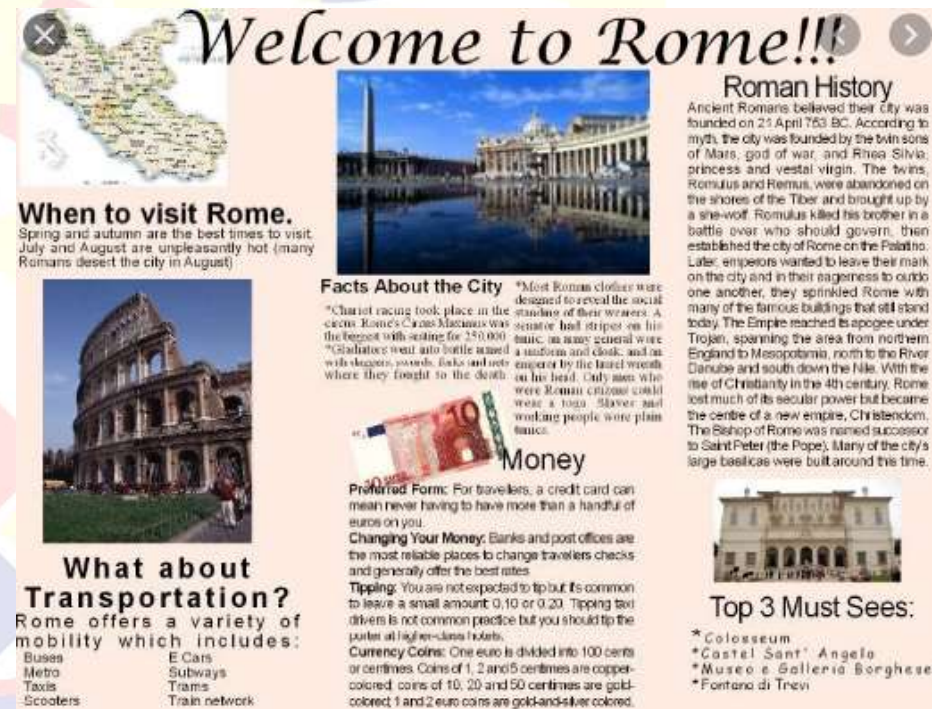 Welcome to Rome!!!
When to visit Rome.
Spring and autumn are the best times to visit.
July and August are unpleasantly hot (many
Romans desert the city in August)
What about
Transportation?
Rome offers a variety of
mobility which includes:
Buses
Metro
Taxis
Scooters
E Cars
Subways
Trams
Train network
Facts About the City
*Chariot racing took place in the
circus. Rome's Circus Maximus was
the biggest with seating for 250,000
*Gladiators went into battle armed
with daggers, swords, forks and nets
where they fought to the death
*Most Roman clothes were
designed to reveal the social
standing of their wearers. A
senator had stripes on his
tunic, an army general wore
a uniform and cloak, and an
emperor by the laurel wreath
on his head. Only men who
were Roman citizens could
wear a toga. Slaves and
working people wore plain
tunics.
10
10 EURO
Money
Preferred Form: For travellers, a credit card can
mean never having to have more than a handful of
euros on you.
Changing Your Money: Banks and post offices are
the most reliable places to change travellers checks
and generally offer the best rates
Tipping: You are not expected to tip but it's common
to leave a small amount: 0,10 or 0,20. Tipping taxi
drivers is not common practice but you should tip the
porter at higher-class hotels.
Currency Coins: One euro is divided into 100 cents
or centimes. Coins of 1, 2 and 5 centimes are copper-
colored; coins of 10, 20 and 50 centimes are gold-
colored; 1 and 2 euro coins are gold-and-silver colored.
Roman History
Ancient Romans believed their city was
founded on 21 April 753 BC. According to
myth, the city was founded by the twin sons
of Mars, god of war, and Rhea Silvia,
princess and vestal virgin. The twins,
Romulus and Remus, were abandoned on
the shores of the Tiber and brought up by
a she-wolf. Romulus killed his brother in a
battle over who should govern, then
established the city of Rome on the Palatino.
Later, emperors wanted to leave their mark
on the city and in their eagerness to outdo
one another, they sprinkled Rome with
many of the famous buildings that still stand
today. The Empire reached its apogee under
Trojan, spanning the area from northern
England to Mesopotamia, north to the River
Danube and south down the Nile. With the
rise of Christianity in the 4th century, Rome
lost much of its secular power but became
the centre of a new empire, Christendom.
The Bishop of Rome was named successor
to Saint Peter (the Pope). Many of the city's
large basilicas were built around this time.
Top 3 Must Sees:
*Colosseum
*Castel Sant' Angelo
*Museo e Galleria Borghese
*Fontana di Trevi